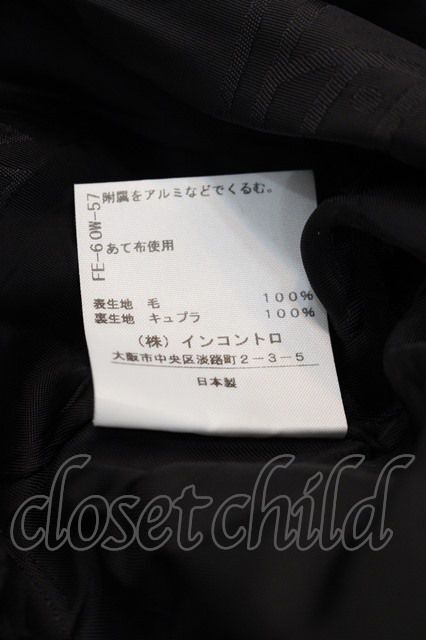 附属をアルミなどでくるむ。
FE-60W-57
あて布使用
表生地 毛 100%
裏生地 キュプラ 100%
(株) インコントロ
大阪市中央区淡路町2-3-5
日本製
closetchild